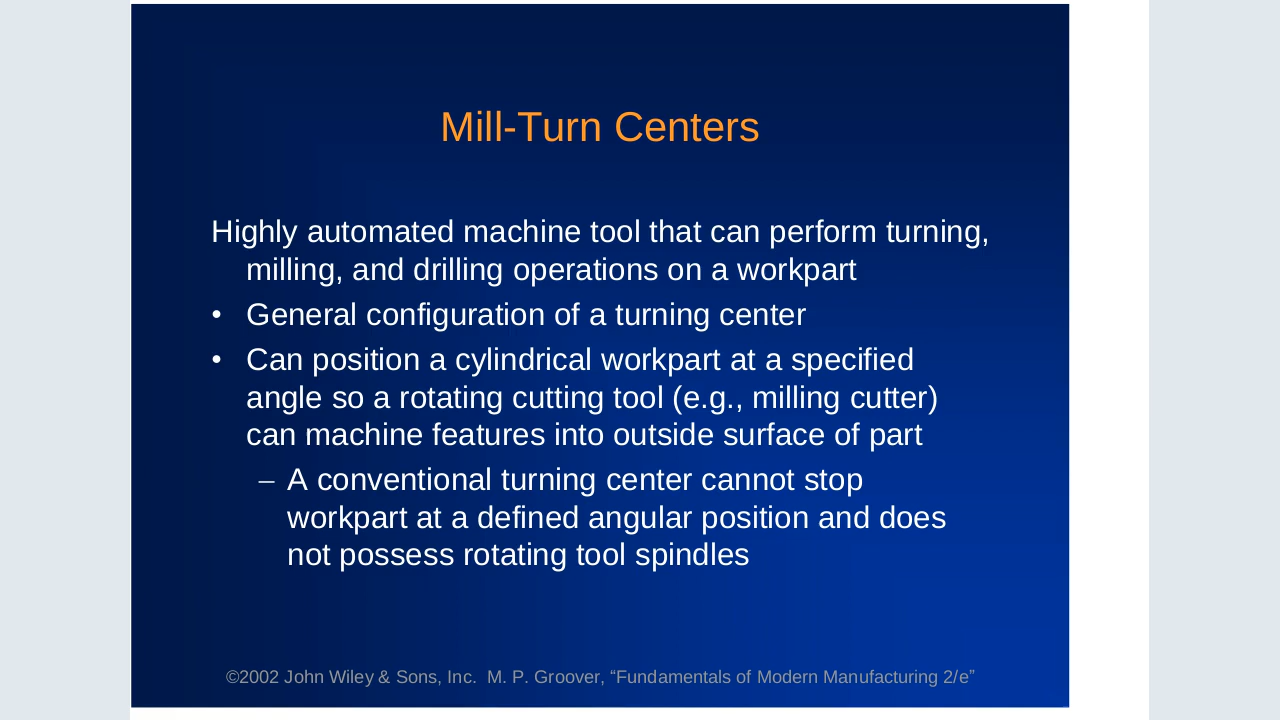 Mill-Turn Centers
Highly automated machine tool that can perform turning,
milling, and drilling operations on a workpart
• General configuration of a turning center
• Can position a cylindrical workpart at a specified
angle so a rotating cutting tool (e.g., milling cutter)
can machine features into outside surface of part
– A conventional turning center cannot stop
workpart at a defined angular position and does
not possess rotating tool spindles
©2002 John Wiley & Sons, Inc.  M. P. Groover, “Fundamentals of Modern Manufacturing 2/e”